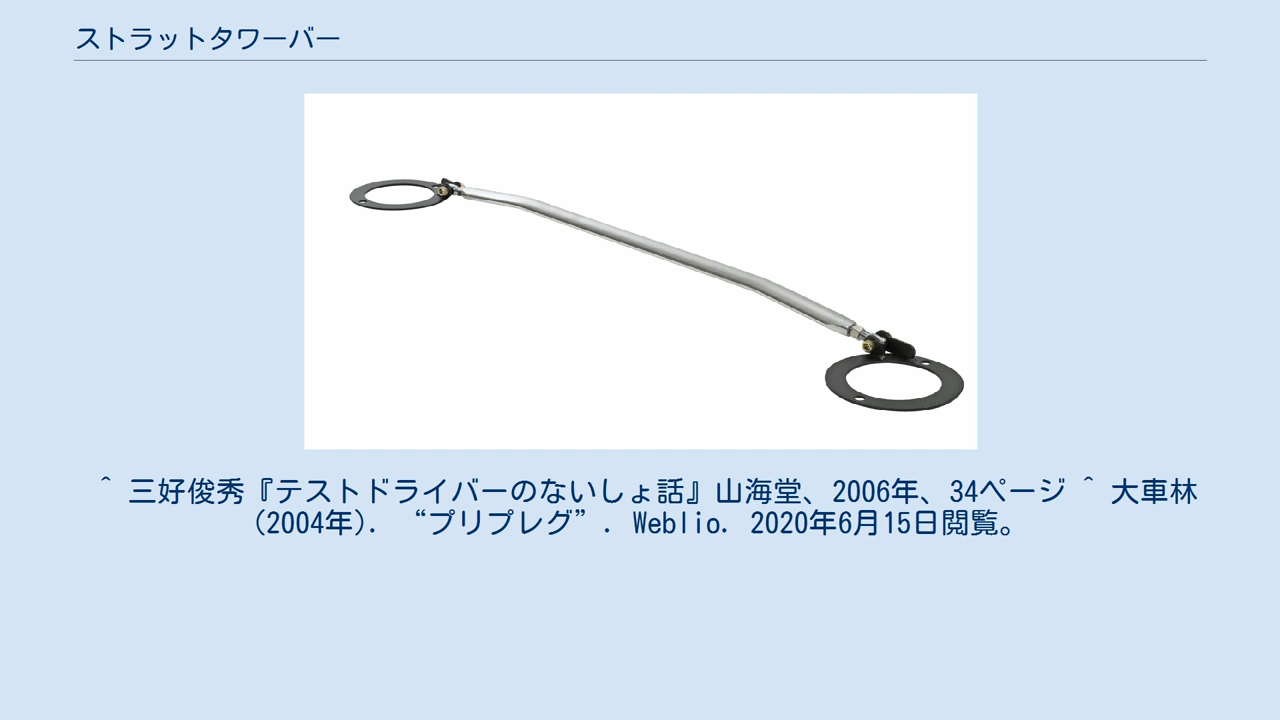 ストラットタワーバー
^ 三好俊秀『テストドライバーのないしょ話』山海堂、2006年、34ページ ^ 大車林
(2004年). “プリプレグ”. Weblio. 2020年6月15日閲覧。